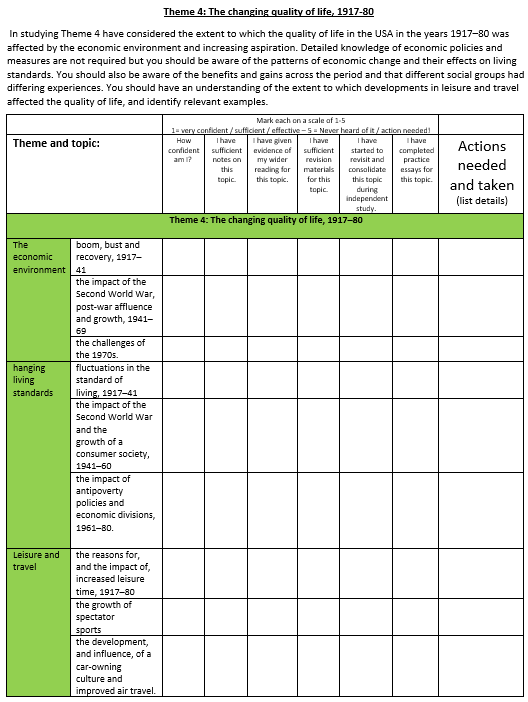 Theme 4: The changing quality of life, 1917-80
In studying Theme 4 have considered the extent to which the quality of life in the USA in the years 1917–80 was
affected by the economic environment and increasing aspiration. Detailed knowledge of economic policies and
measures are not required but you should be aware of the patterns of economic change and their effects on living
standards. You should also be aware of the benefits and gains across the period and that different social groups had
differing experiences. You should have an understanding of the extent to which developments in leisure and travel
affected the quality of life, and identify relevant examples.
Mark each on a scale of 1-5
1= very confident / sufficient / effective – 5 = Never heard of it / action needed!
Theme and topic:
How
confident
am I?
I have
sufficient
notes on
this
topic.
I have given
evidence of
my wider
reading for
this topic.
I have
sufficient
revision
materials
for this
topic.
I have
started to
revisit and
consolidate
this topic
during
independent
study.
I have
completed
practice
essays for
this topic.
Actions
needed
and taken
(list details)
Theme 4: The changing quality of life, 1917–80
The
economic
environment
boom, bust and
recovery, 1917–
41
the impact of the
Second World War,
post-war affluence
and growth, 1941–
69
the challenges of
the 1970s.
hanging
living
standards
fluctuations in the
standard of
living, 1917–41
the impact of the
Second World War
and the
growth of a
consumer society,
1941–60
the impact of
antipoverty
policies and
economic divisions,
1961–80.
Leisure and
travel
the reasons for,
and the impact of,
increased leisure
time, 1917–80
the growth of
spectator
sports
the development,
and influence, of a
car-owning
culture and
improved air travel.